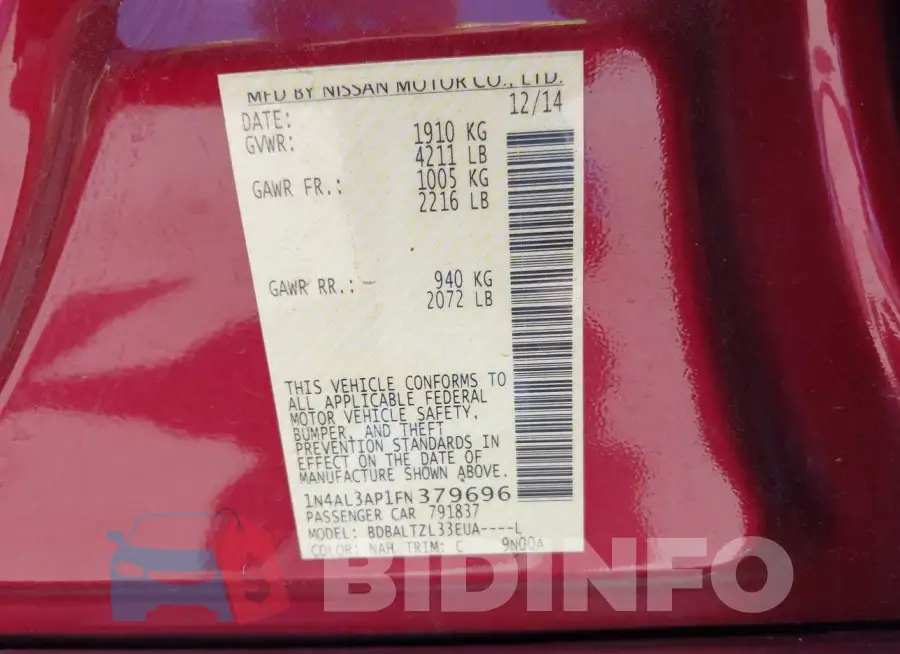 MFD BY NISSAN MOTOR CO., LTD.
DATE: 12/14
GVWR: 1910 KG
4211 LB
GAWR FR.: 1005 KG
2216 LB
GAWR RR.: 940 KG
2072 LB
THIS VEHICLE CONFORMS TO
ALL APPLICABLE FEDERAL
MOTOR VEHICLE SAFETY,
BUMPER, AND THEFT
PREVENTION STANDARDS IN
EFFECT ON THE DATE OF
MANUFACTURE SHOWN ABOVE.
1N4AL3AP1FN379696
PASSENGER CAR 791837
MODEL: BDBALTZL33EUA----L
COLOR: NAH TRIM: C 9N00A
$ BIDINFO